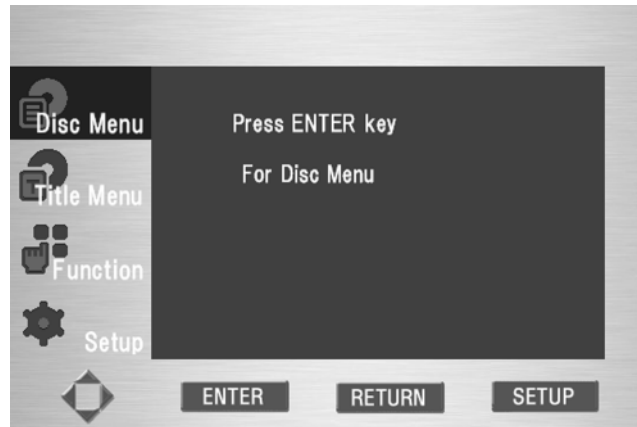 Disc Menu
Press ENTER key
For Disc Menu
Title Menu
Function
Setup
ENTER RETURN SETUP